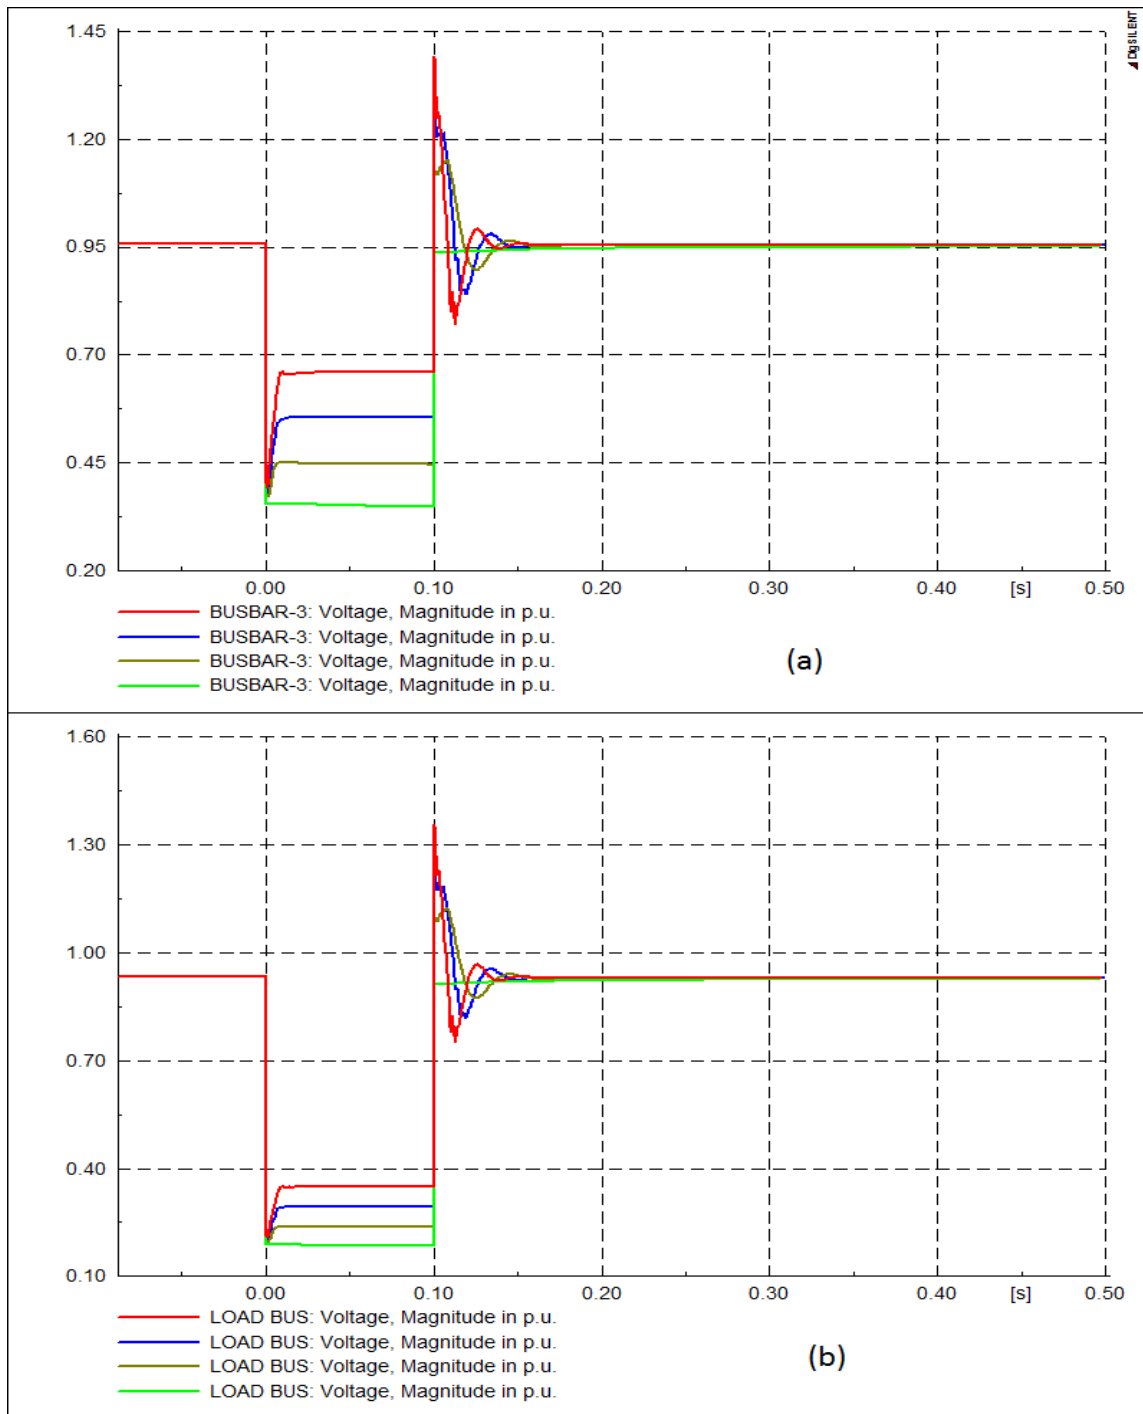 DIgSILENT
1.45
1.20
0.95
0.70
0.45
0.20
0.00 0.10 0.20 0.30 0.40 [s] 0.50
BUSBAR-3: Voltage, Magnitude in p.u.
BUSBAR-3: Voltage, Magnitude in p.u.
BUSBAR-3: Voltage, Magnitude in p.u.
BUSBAR-3: Voltage, Magnitude in p.u.
(a)
1.60
1.30
1.00
0.70
0.40
0.10
0.00 0.10 0.20 0.30 0.40 [s] 0.50
LOAD BUS: Voltage, Magnitude in p.u.
LOAD BUS: Voltage, Magnitude in p.u.
LOAD BUS: Voltage, Magnitude in p.u.
LOAD BUS: Voltage, Magnitude in p.u.
(b)